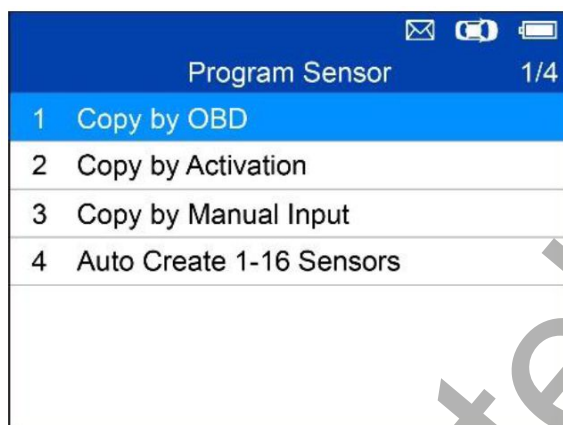 Program Sensor 1/4
1 Copy by OBD
2 Copy by Activation
3 Copy by Manual Input
4 Auto Create 1-16 Sensors